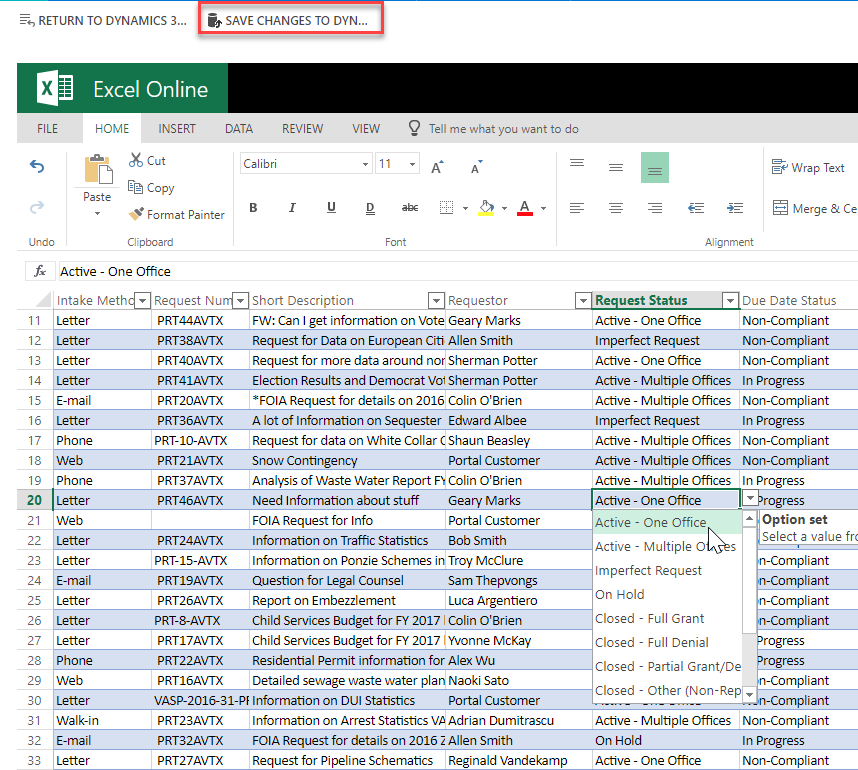 RETURN TO DYNAMICS 3... SAVE CHANGES TO DYN...
Excel Online
FILE HOME INSERT DATA REVIEW VIEW Tell me what you want to do
Cut Calibri 11 A A Wrap Text
Paste Copy
Format Painter B I U D abc A Merge & Ce
Undo Clipboard Font Alignment
fx Active - One Office
Intake Metho Request Num Short Description Requestor Request Status Due Date Status
11 Letter PRT44AVTX FW: Can I get information on Vote Geary Marks Active - One Office Non-Compliant
12 Letter PRT38AVTX Request for Data on European Citi Allen Smith Imperfect Request Non-Compliant
13 Letter PRT40AVTX Request for more data around nor Sherman Potter Active - One Office Non-Compliant
14 Letter PRT41AVTX Election Results and Democrat Vot Sherman Potter Active - Multiple Offices In Progress
15 E-mail PRT20AVTX *FOIA Request for details on 2016 Colin O'Brien Active - Multiple Offices Non-Compliant
16 Letter PRT36AVTX A lot of Information on Sequester Edward Albee Imperfect Request In Progress
17 Phone PRT-10-AVTX Request for data on White Collar C Shaun Beasley Active - Multiple Offices Non-Compliant
18 Web PRT21AVTX Snow Contingency Portal Customer Active - Multiple Offices Non-Compliant
19 Phone PRT37AVTX Analysis of Waste Water Report FY Colin O'Brien Active - Multiple Offices In Progress
20 Letter PRT46AVTX Need Information about stuff Geary Marks Active - One Office Progress
21 Web FOIA Request for Info Portal Customer Active - One Office Option set
22 Letter PRT24AVTX Information on Traffic Statistics Bob Smith Active - Multiple Select a value fro
23 Letter PRT-15-AVTX Information on Ponzie Schemes in Troy McClure Imperfect Request n-Compliant
24 E-mail PRT19AVTX Question for Legal Counsel Sam Thepvongs On Hold n-Compliant
25 Letter PRT26AVTX Report on Embezzlement Luca Argentiero n-Compliant
26 Letter PRT-8-AVTX Child Services Budget for FY 2017 Colin O'Brien Closed - Full Grant n-Compliant
27 Letter PRT17AVTX Child Services Budget for FY 2017 Yvonne McKay Closed - Full Denial Progress
28 Phone PRT22AVTX Residential Permit information for Alex Wu Closed - Partial Grant/De Progress
29 Web PRT16AVTX Detailed sewage waste water plan Naoki Sato n-Compliant
30 Letter VASP-2016-31-PF Information on DUI Statistics Portal Customer Closed - Other (Non-Rep Non-Compliant
31 Walk-in PRT23AVTX Information on Arrest Statistics VA Adrian Dumitrascu Active - Multiple Offices Non-Compliant
32 E-mail PRT32AVTX FOIA Request for details on 2016 Z Allen Smith On Hold In Progress
33 Letter PRT27AVTX Request for Pipeline Schematics Reginald Vandekamp Active - One Office Non-Compliant